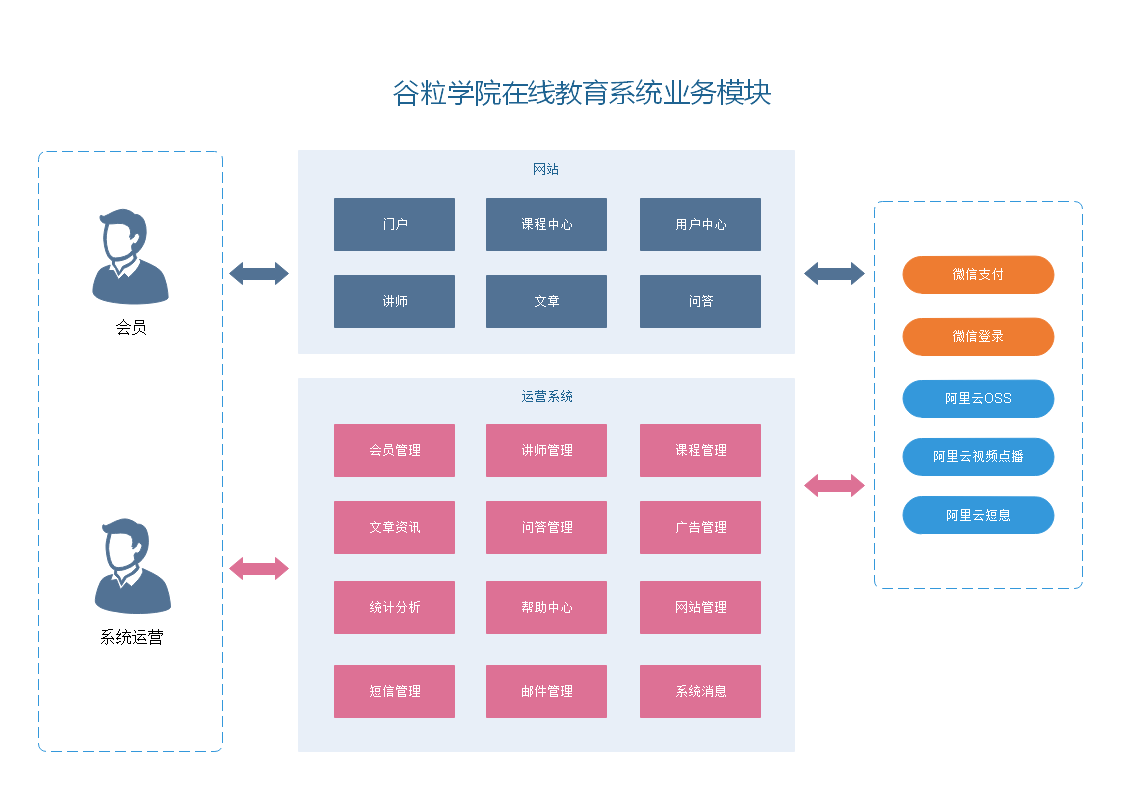 谷粒学院在线教育系统业务模块
会员
系统运营
网站
门户
课程中心
用户中心
讲师
文章
问答
运营系统
会员管理
讲师管理
课程管理
文章资讯
问答管理
广告管理
统计分析
帮助中心
网站管理
短信管理
邮件管理
系统消息
微信支付
微信登录
阿里云OSS
阿里云视频点播
阿里云短息